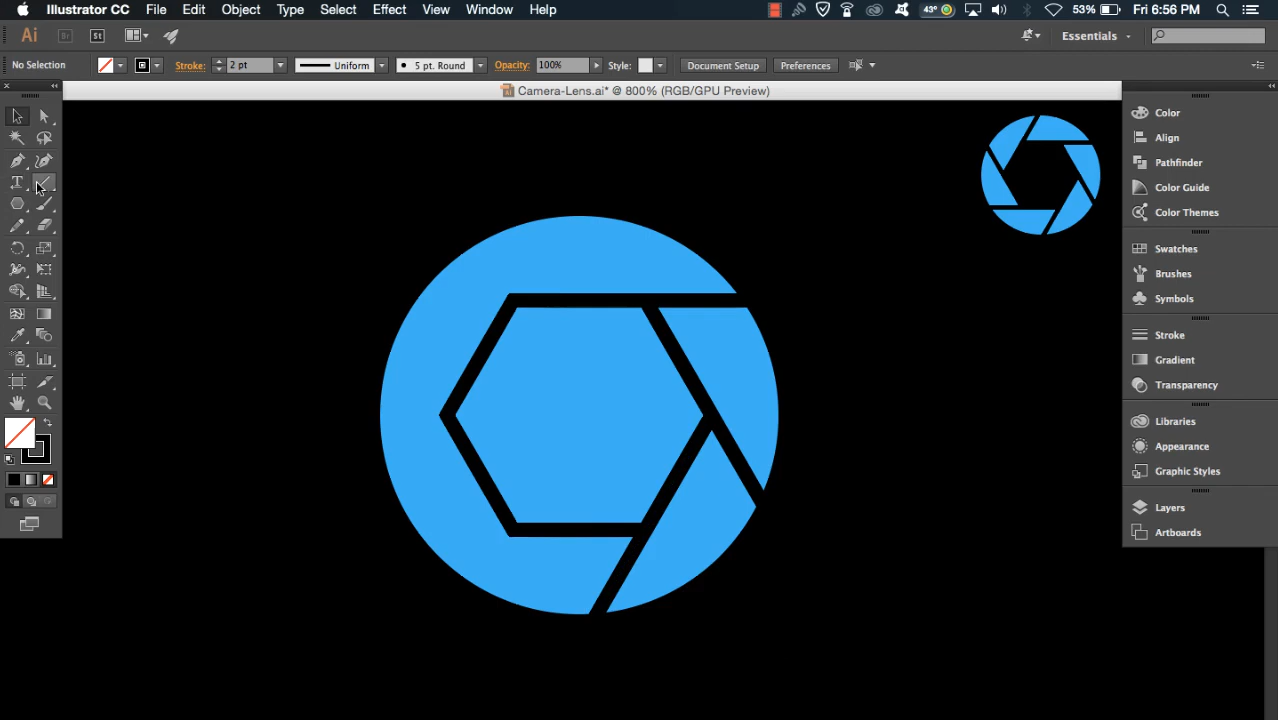 Illustrator CC File Edit Object Type Select Effect View Window Help 43° 53% Fri 6:56 PM
Ai Br St Essentials
No Selection Stroke: 2 pt Uniform 5 pt. Round Opacity: 100% Style: Document Setup Preferences
Camera-Lens.ai* @ 800% (RGB/GPU Preview)
Color
Align
Pathfinder
Color Guide
Color Themes
Swatches
Brushes
Symbols
Stroke
Gradient
Transparency
Libraries
Appearance
Graphic Styles
Layers
Artboards